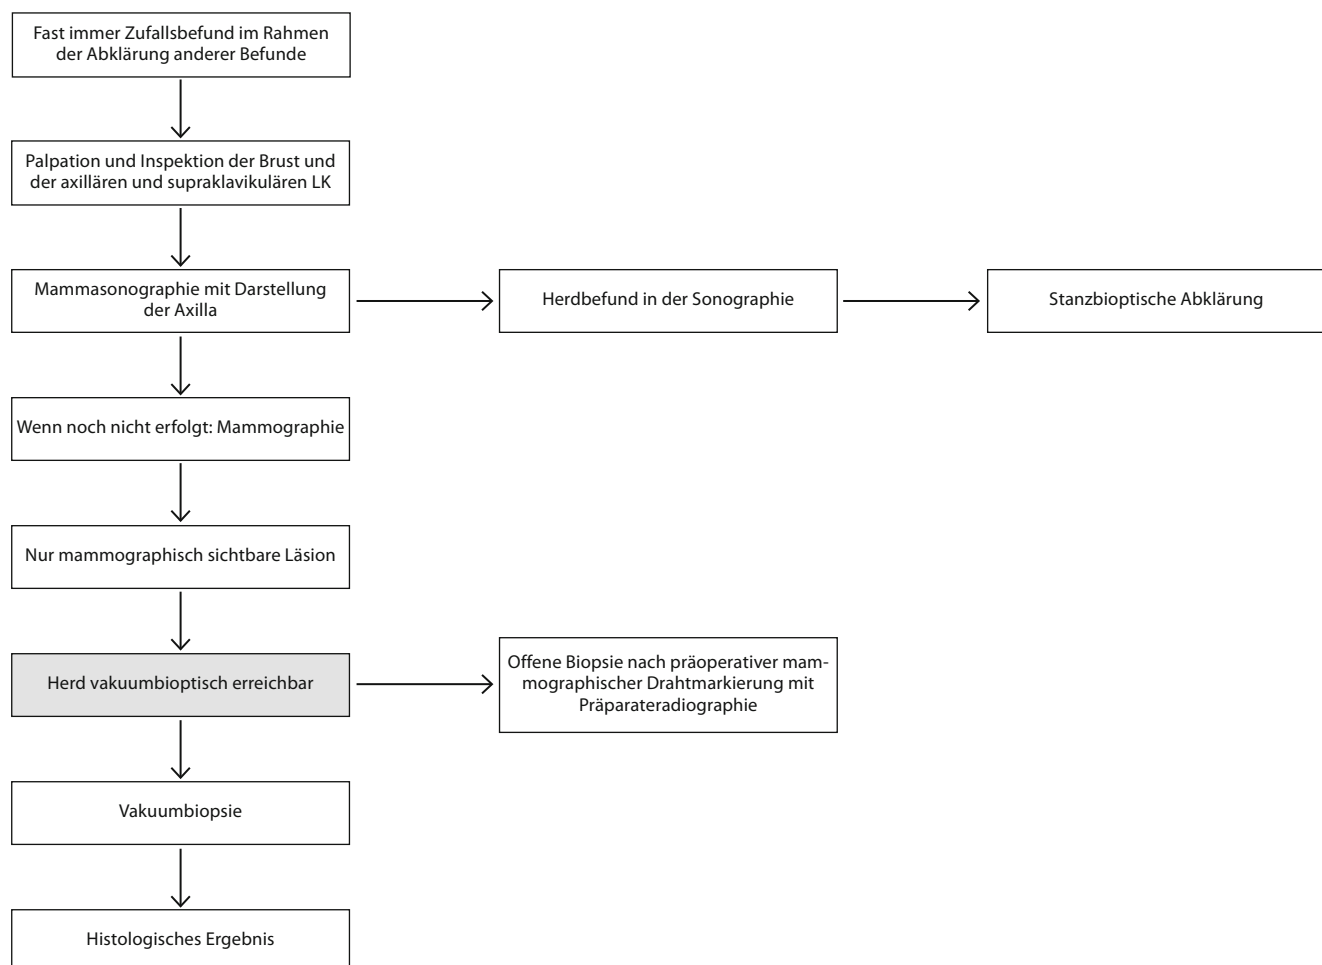 Fast immer Zufallsbefund im Rahmen
der Abklärung anderer Befunde
Palpation und Inspektion der Brust und
der axillären und supraklavikulären LK
Mammasonographie mit Darstellung
der Axilla
Herdbefund in der Sonographie
Stanzbioptische Abklärung
Wenn noch nicht erfolgt: Mammographie
Nur mammographisch sichtbare Läsion
Herd vakuumbioptisch erreichbar
Offene Biopsie nach präoperativer mam-
mographischer Drahtmarkierung mit
Präparateradiographie
Vakuumbiopsie
Histologisches Ergebnis